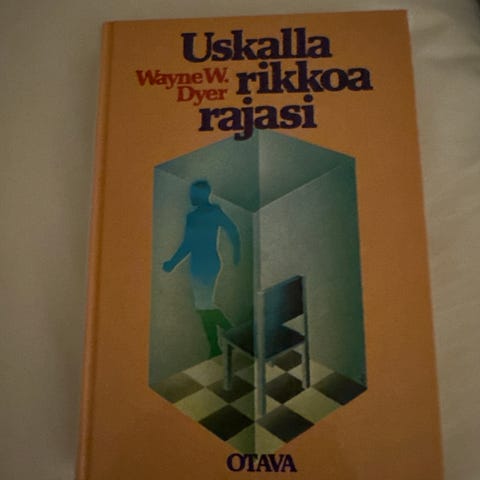 Uskalla
Wayne W. rikkoa
Dyer
rajasi
OTAVA